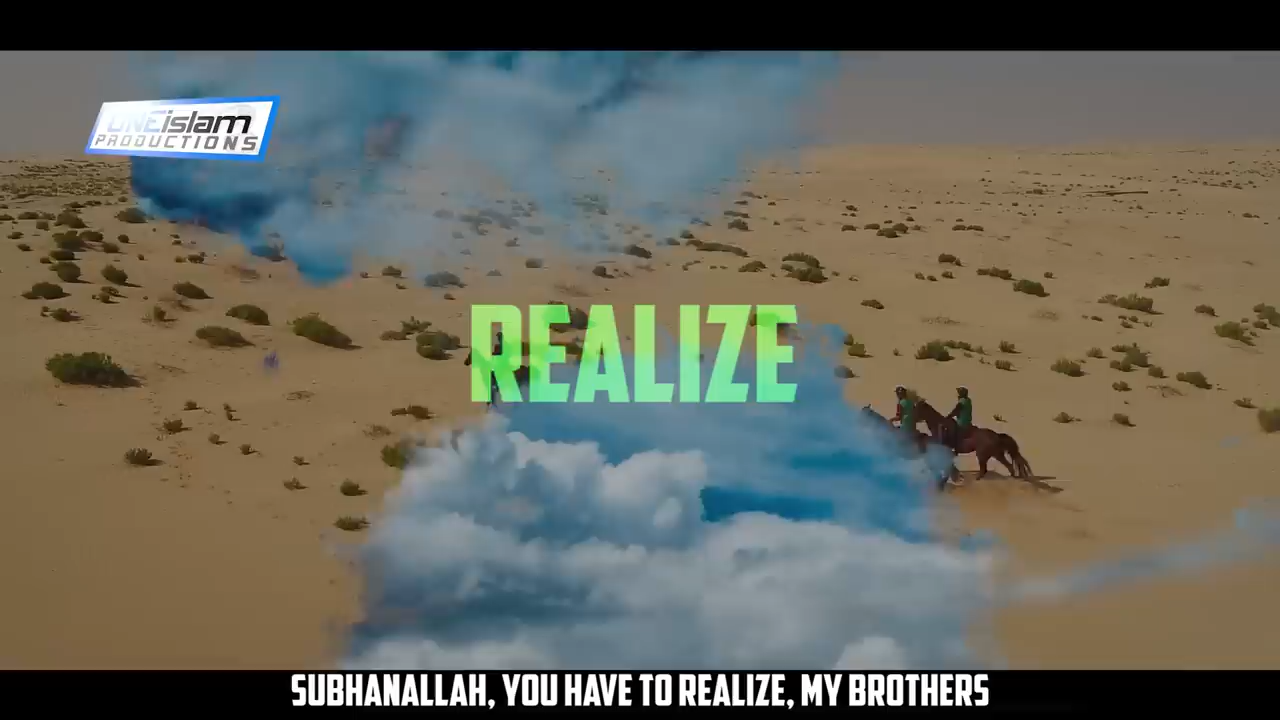 ONEislam
PRODUCTIONS
REALIZE
SUBHANALLAH, YOU HAVE TO REALIZE, MY BROTHERS